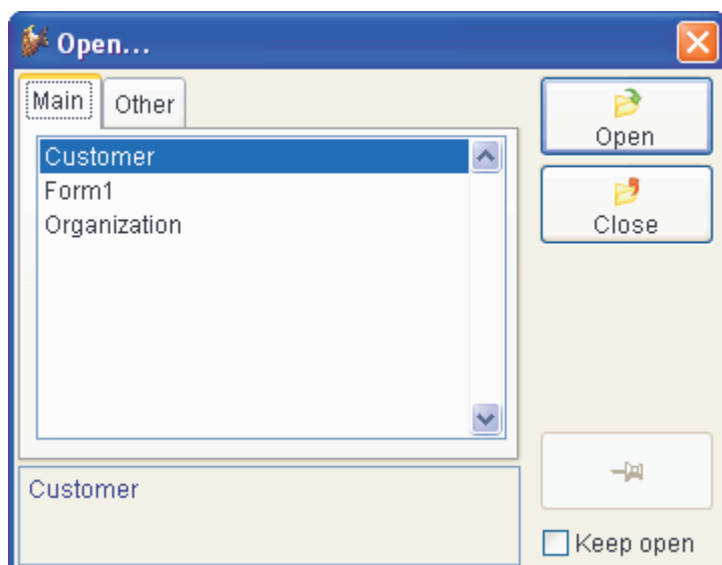 Open...
Main
Other
Customer
Form1
Organization
Customer
Open
Close
Keep open